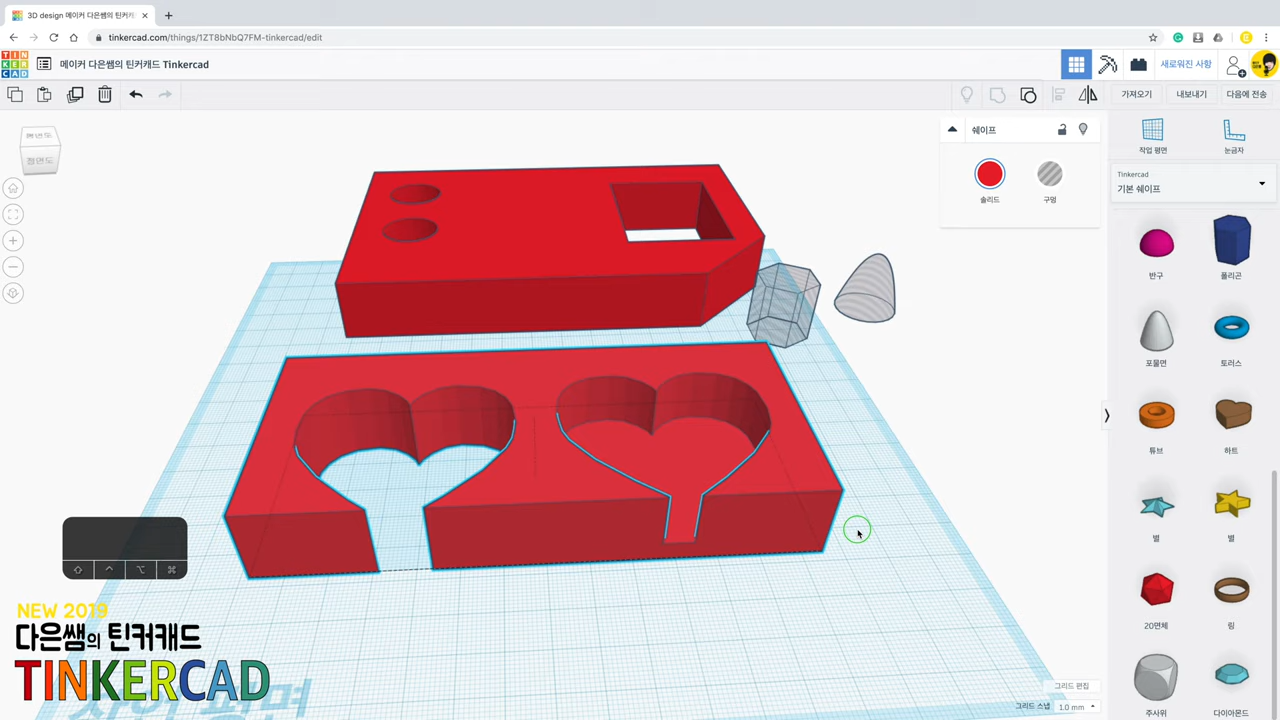 3D design 메이커 다은쌤의 틴커캐드
tinkercad.com/things/1ZT8bNbQ7FM-tinkercad/edit
TIN
KER
CAD
메이커 다은쌤의 틴커캐드 Tinkercad
새로워진 사항
가져오기
내보내기
다음에 전송
정면도
쉐이프
솔리드
구멍
작업 평면
눈금자
Tinkercad
기본 쉐이프
반구
폴리곤
포물면
토러스
튜브
하트
별
별
20면체
링
주사위
다이아몬드
NEW 2019
다은쌤의 틴커캐드
TINKERCAD
그리드 편집
그리드 스냅
1.0 mm